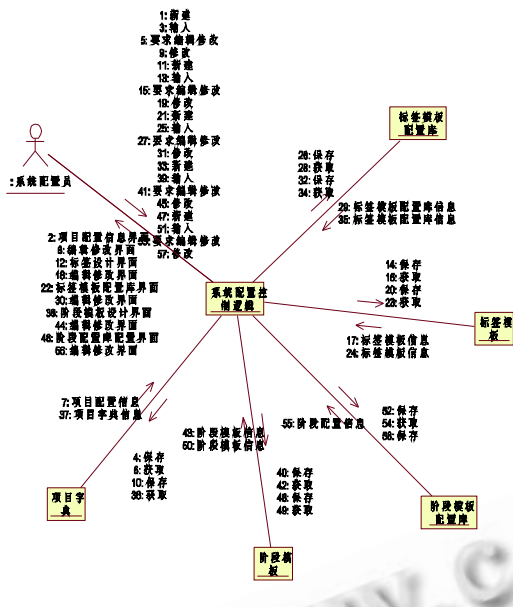 1: 新建
3: 输入
5: 要求编辑修改
9: 修改
11: 新建
13: 输入
15: 要求编辑修改
19: 修改
21: 新建
25: 输入
27: 要求编辑修改
31: 修改
33: 新建
39: 输入
41: 要求编辑修改
45: 修改
47: 新建
51: 输入
要求编辑修改
57: 修改
: 系统配置员
标签模板
配置库
26: 保存
28: 获取
32: 保存
34: 获取
29: 标签模板配置库信息
35: 标签模板配置库信息
2: 项目配置信息界面
8: 编辑修改界面
12: 标签设计界面
18: 编辑修改界面
22: 标签模板配置库界面
30: 编辑修改界面
38: 阶段模板设计界面
44: 编辑修改界面
48: 阶段配置库配置界面
56: 编辑修改界面
系统配置控
制逻辑
14: 保存
16: 获取
20: 保存
23: 获取
标签模
板
17: 标签模板信息
24: 标签模板信息
7: 项目配置信息
37: 项目字典信息
4: 保存
6: 获取
10: 保存
36: 获取
项目字
典
43: 阶段模板信息
50: 阶段模板信息
40: 保存
42: 获取
46: 保存
49: 获取
阶段模
板
55: 阶段配置信息
52: 保存
54: 获取
58: 保存
阶段模板
配置库